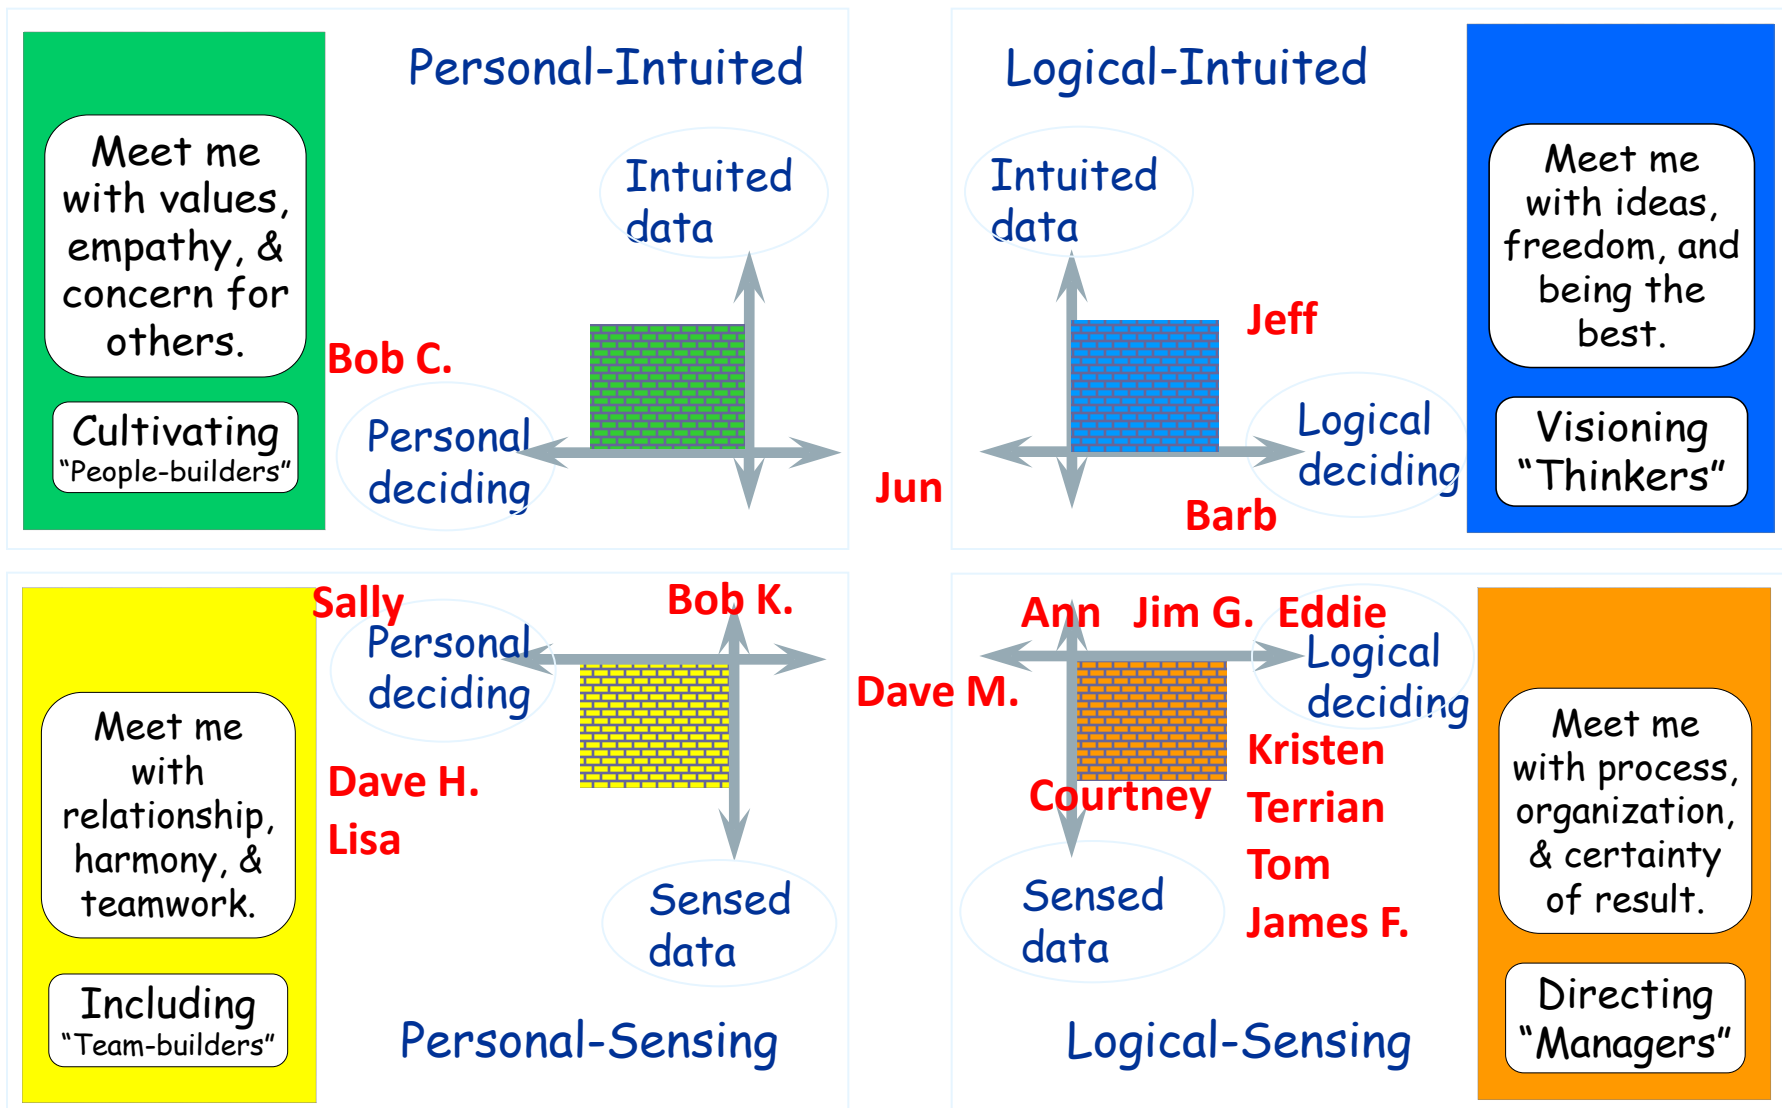 Personal-Intuited
Meet me
with values,
empathy, &
concern for
others.
Cultivating
“People-builders”
Intuited
data
Bob C.
Personal
deciding
Jun
Logical-Intuited
Intuited
data
Jeff
Logical
deciding
Barb
Meet me
with ideas,
freedom, and
being the
best.
Visioning
“Thinkers”
Sally
Bob K.
Personal
deciding
Meet me
with
relationship,
harmony, &
teamwork.
Including
“Team-builders”
Dave H.
Lisa
Sensed
data
Personal-Sensing
Dave M.
Ann
Jim G.
Eddie
Logical
deciding
Courtney
Kristen
Terrian
Tom
James F.
Sensed
data
Logical-Sensing
Meet me
with process,
organization,
& certainty
of result.
Directing
“Managers”